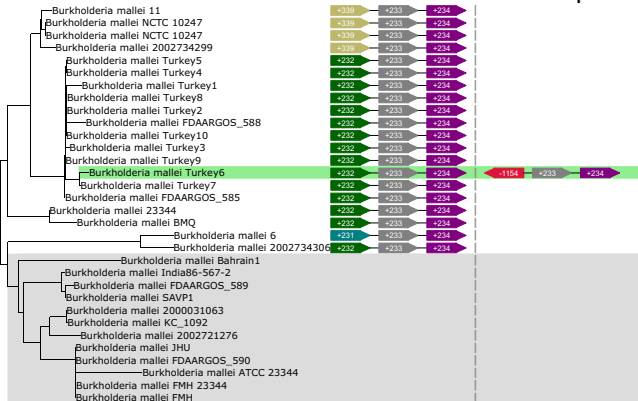 Burkholderia mallei 11 +339 +233 +234
Burkholderia mallei NCTC 10247 +339 +233 +234
Burkholderia mallei NCTC 10247 +339 +233 +234
Burkholderia mallei 2002734299 +339 +233 +234
Burkholderia mallei Turkey5 +232 +233 +234
Burkholderia mallei Turkey4 +232 +233 +234
Burkholderia mallei Turkey1 +232 +233 +234
Burkholderia mallei Turkey8 +232 +233 +234
Burkholderia mallei Turkey2 +232 +233 +234
Burkholderia mallei FDAARGOS_588 +232 +233 +234
Burkholderia mallei Turkey10 +232 +233 +234
Burkholderia mallei Turkey3 +232 +233 +234
Burkholderia mallei Turkey9 +232 +233 +234
Burkholderia mallei Turkey6 +232 +233 +234 -1154 +233 +234
Burkholderia mallei Turkey7 +232 +233 +234
Burkholderia mallei FDAARGOS_585 +232 +233 +234
Burkholderia mallei 23344 +232 +233 +234
Burkholderia mallei BMQ +232 +233 +234
Burkholderia mallei 6 +231 +233 +234
Burkholderia mallei 2002734306 +232 +233 +234
Burkholderia mallei Bahrain1
Burkholderia mallei India86-567-2
Burkholderia mallei FDAARGOS_589
Burkholderia mallei SAVP1
Burkholderia mallei 2000031063
Burkholderia mallei KC_1092
Burkholderia mallei 2002721276
Burkholderia mallei JHU
Burkholderia mallei FDAARGOS_590
Burkholderia mallei ATCC 23344
Burkholderia mallei FMH 23344
Burkholderia mallei FMH